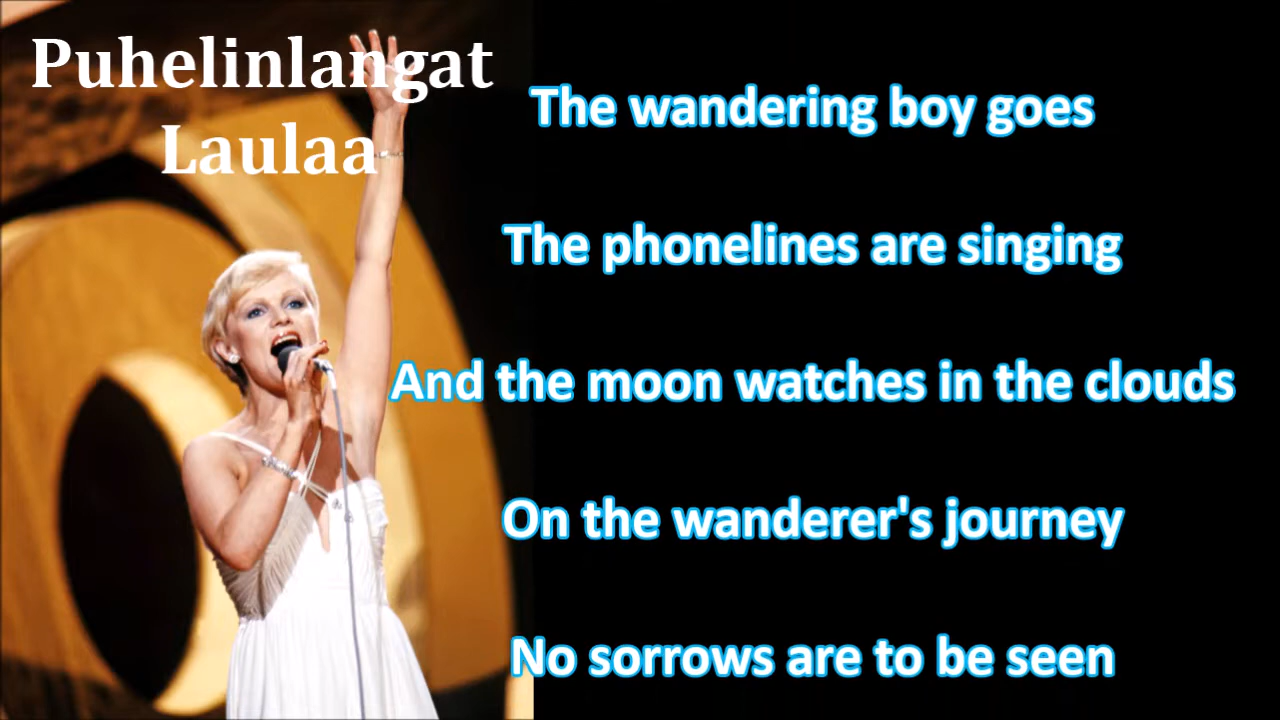 Puhelinlangat
Laulaa
The wandering boy goes
The phonelines are singing
And the moon watches in the clouds
On the wanderer's journey
No sorrows are to be seen